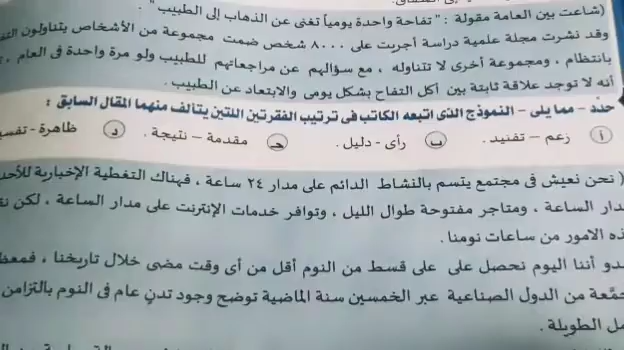 (شاعت بين العامة مقولة : " تفاحة واحدة يومياً تغنى عن الذهاب إلى الطبيب " .
وقد نشرت مجلة علمية دراسة أجريت على ٨٠٠٠ شخص ضمت مجموعة من الأشخاص يتناولون
بانتظام ، ومجموعة أخرى لا تتناوله ، مع سؤالهم عن مراجعاتهم للطبيب ولو مرة واحدة فى العام ،
أنه لا توجد علاقة ثابتة بين أكل التفاح بشكل يومى والابتعاد عن الطبيب .
حدد - مما يلى - النموذج الذى اتبعه الكاتب فى ترتيب الفقرتين اللتين يتألف منهما المقال السابق :
أ زعم – تفنيد . ب رأى - دليل . جـ مقدمة – نتيجة . د ظاهرة -
( نحن نعيش فى مجتمع يتسم بالنشاط الدائم على مدار ٢٤ ساعة ، فهناك التغطية الإخبارية
دار الساعة ، ومتاجر مفتوحة طوال الليل ، وتوافر خدمات الإنترنت على مدار الساعة ، لكن
ذه الامور من ساعات نومنا .
دو أننا اليوم نحصل على على قسط من النوم أقل من أى وقت مضى خلال تاريخنا ،
مّعة من الدول الصناعية عبر الخمسين سنة الماضية توضح وجود تدنٍ عام فى النوم بالتزامن
مل الطويلة .